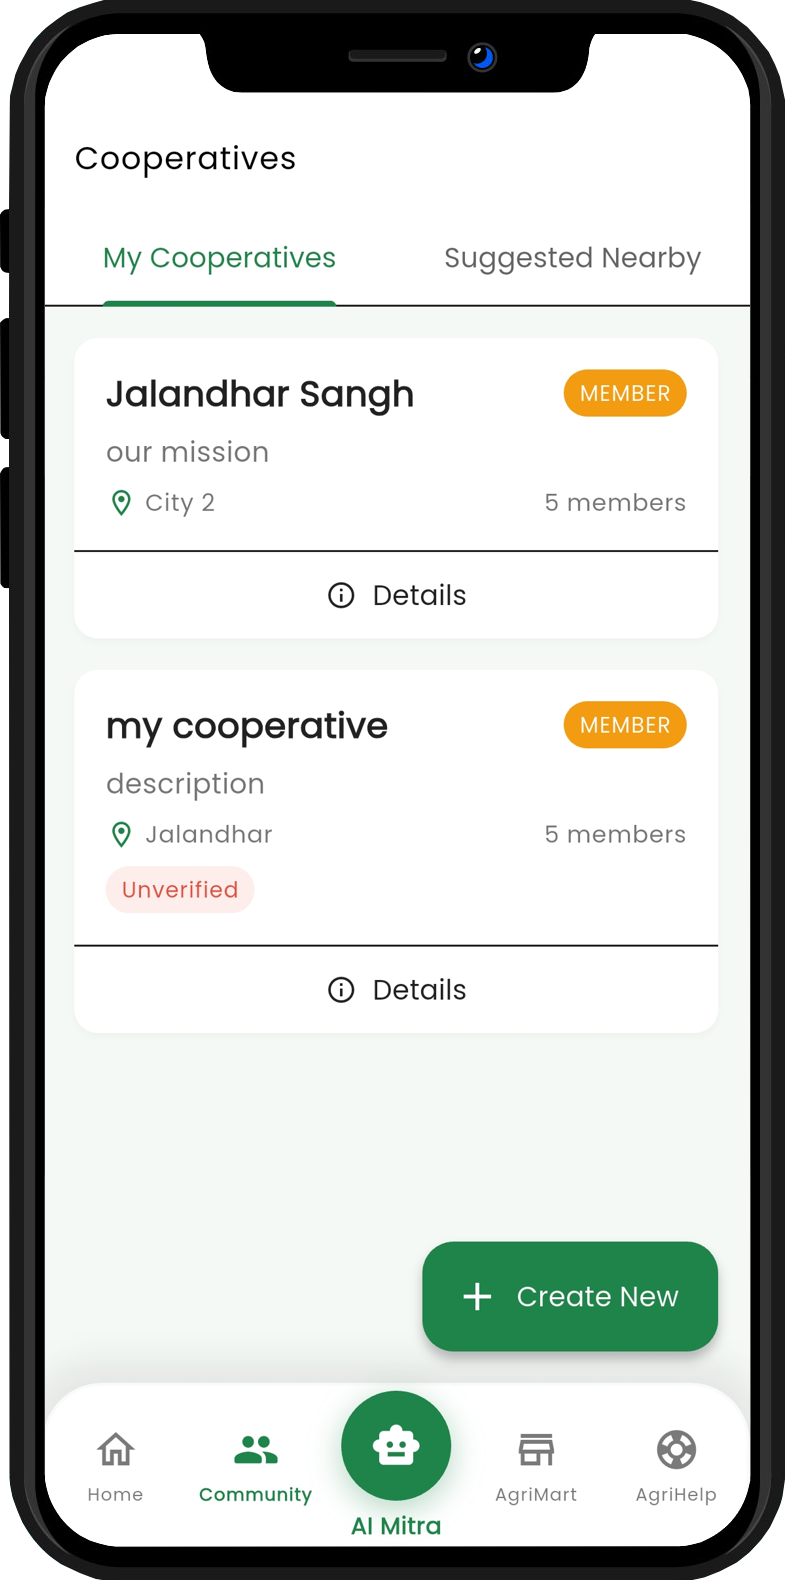 Cooperatives
My Cooperatives
Suggested Nearby
Jalandhar Sangh
MEMBER
our mission
City 2
5 members
Details
my cooperative
MEMBER
description
Jalandhar
5 members
Unverified
Details
Create New
Home
Community
AI Mitra
AgriMart
AgriHelp